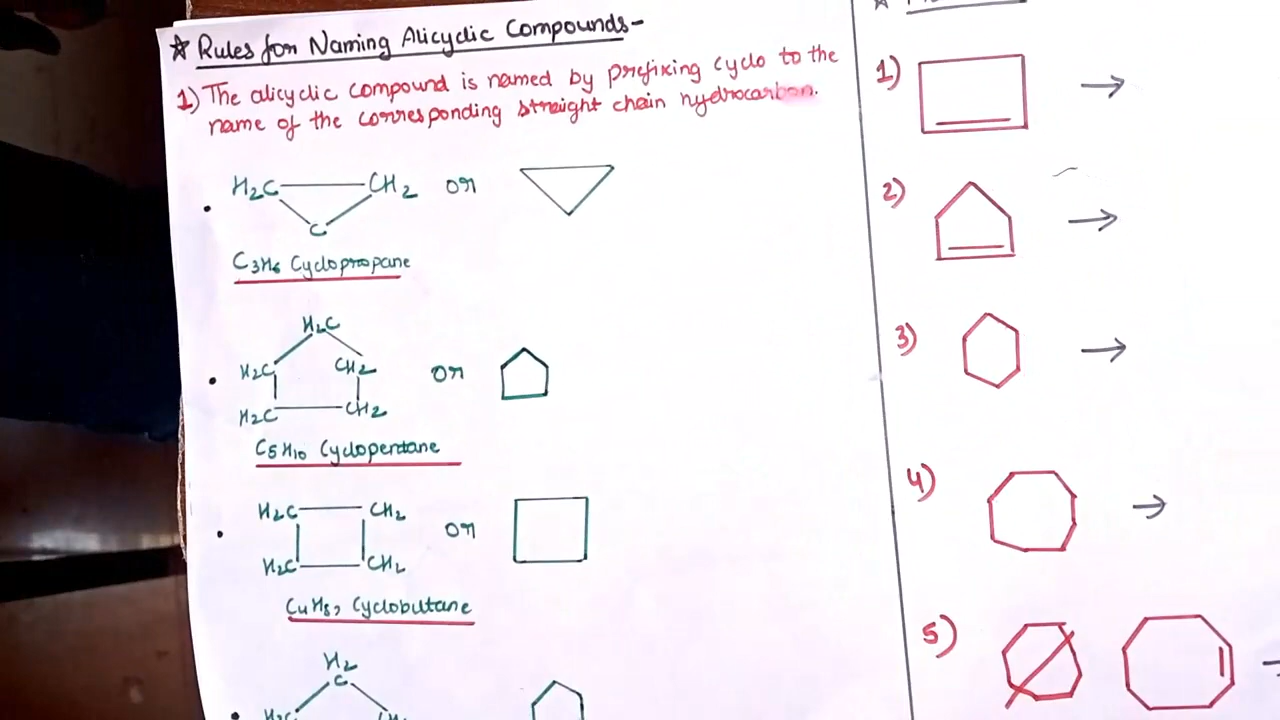 ☆ Rules for Naming Alicyclic Compounds-
1) The alicyclic compound is named by prefixing cyclo to the
name of the corresponding straight chain hydrocarbon.
H₂C CH₂ or
C
C₃H₆ Cyclopropane
H₂C
H₂C CH₂ or
H₂C CH₂
C₅H₁₀ Cyclopentane
H₂C CH₂ or
H₂C CH₂
C₄H₈, Cyclobutane
H₂
C
H₂C
1) →
2) →
3) →
4) →
5)